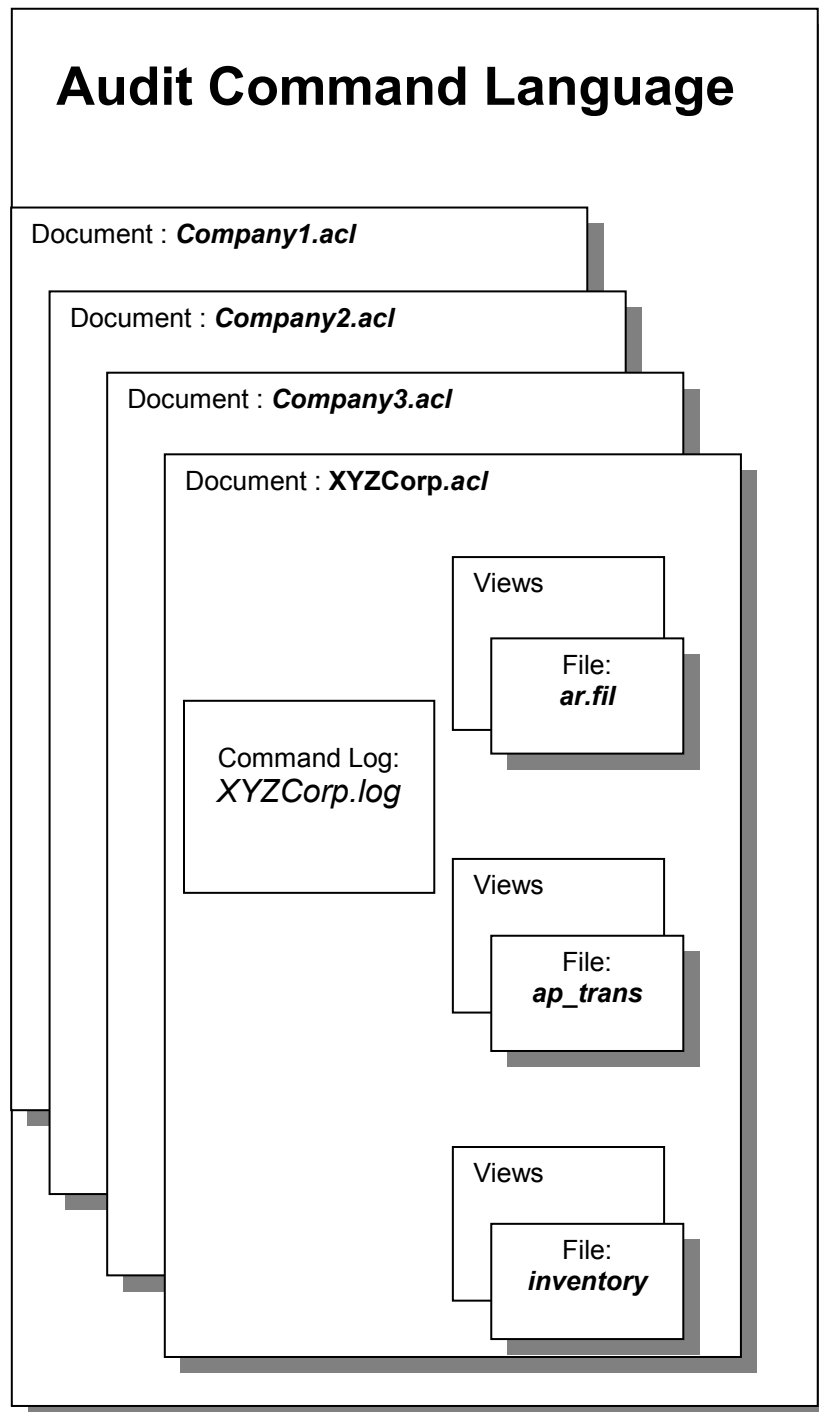 Audit Command Language
Document : Company1.acl
Document : Company2.acl
Document : Company3.acl
Document : XYZCorp.acl
Views
File:
ar.fil
Command Log:
XYZCorp.log
Views
File:
ap_trans
Views
File:
inventory